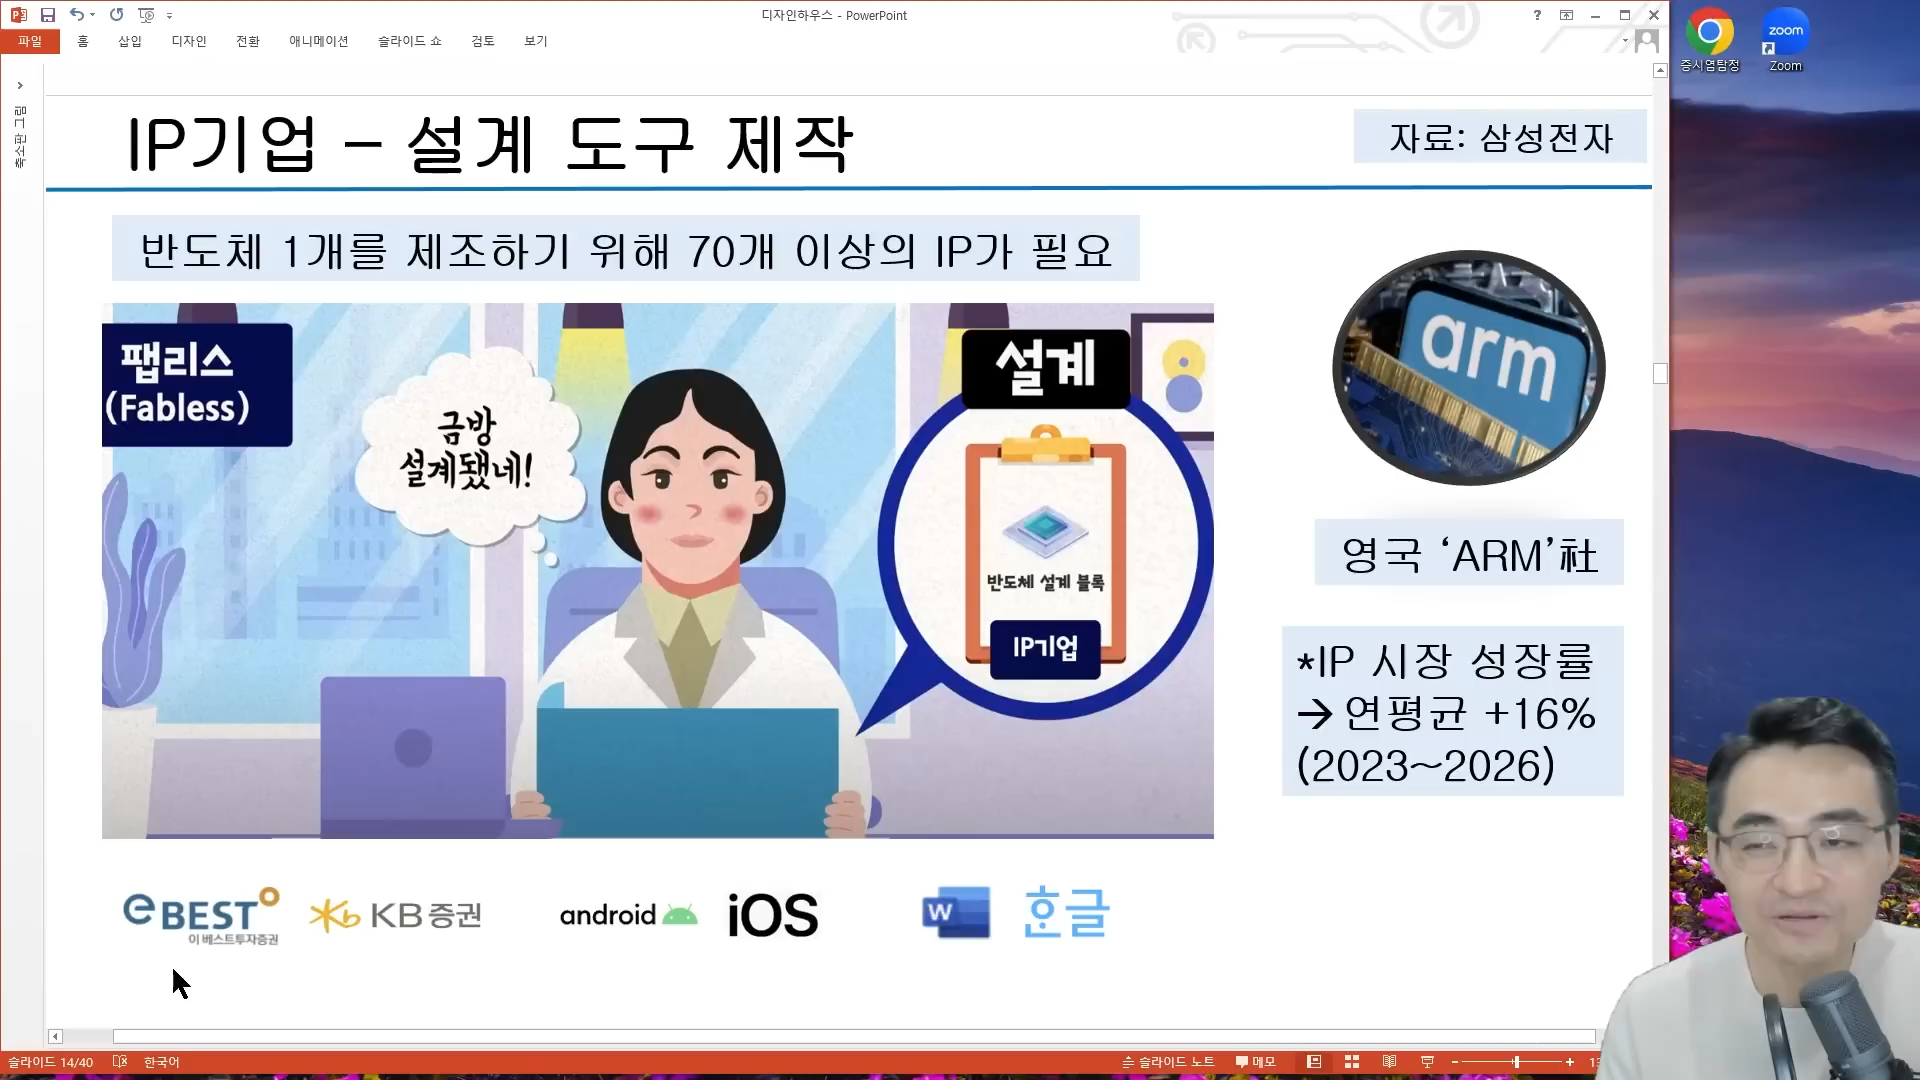 디자인하우스 - PowerPoint
파일 홈 삽입 디자인 전환 애니메이션 슬라이드 쇼 검토 보기
증시염탐정
zoom
Zoom
축소판 그림
IP기업 – 설계 도구 제작
자료: 삼성전자
반도체 1개를 제조하기 위해 70개 이상의 IP가 필요
팹리스
(Fabless)
금방
설계됐네!
설계
반도체 설계 블록
IP기업
arm
영국 ‘ARM’社
*IP 시장 성장률
→ 연평균 +16%
(2023~2026)
eBEST
이베스트투자증권
KB증권
android
iOS
W
한글
슬라이드 14/40
한국어
슬라이드 노트
메모